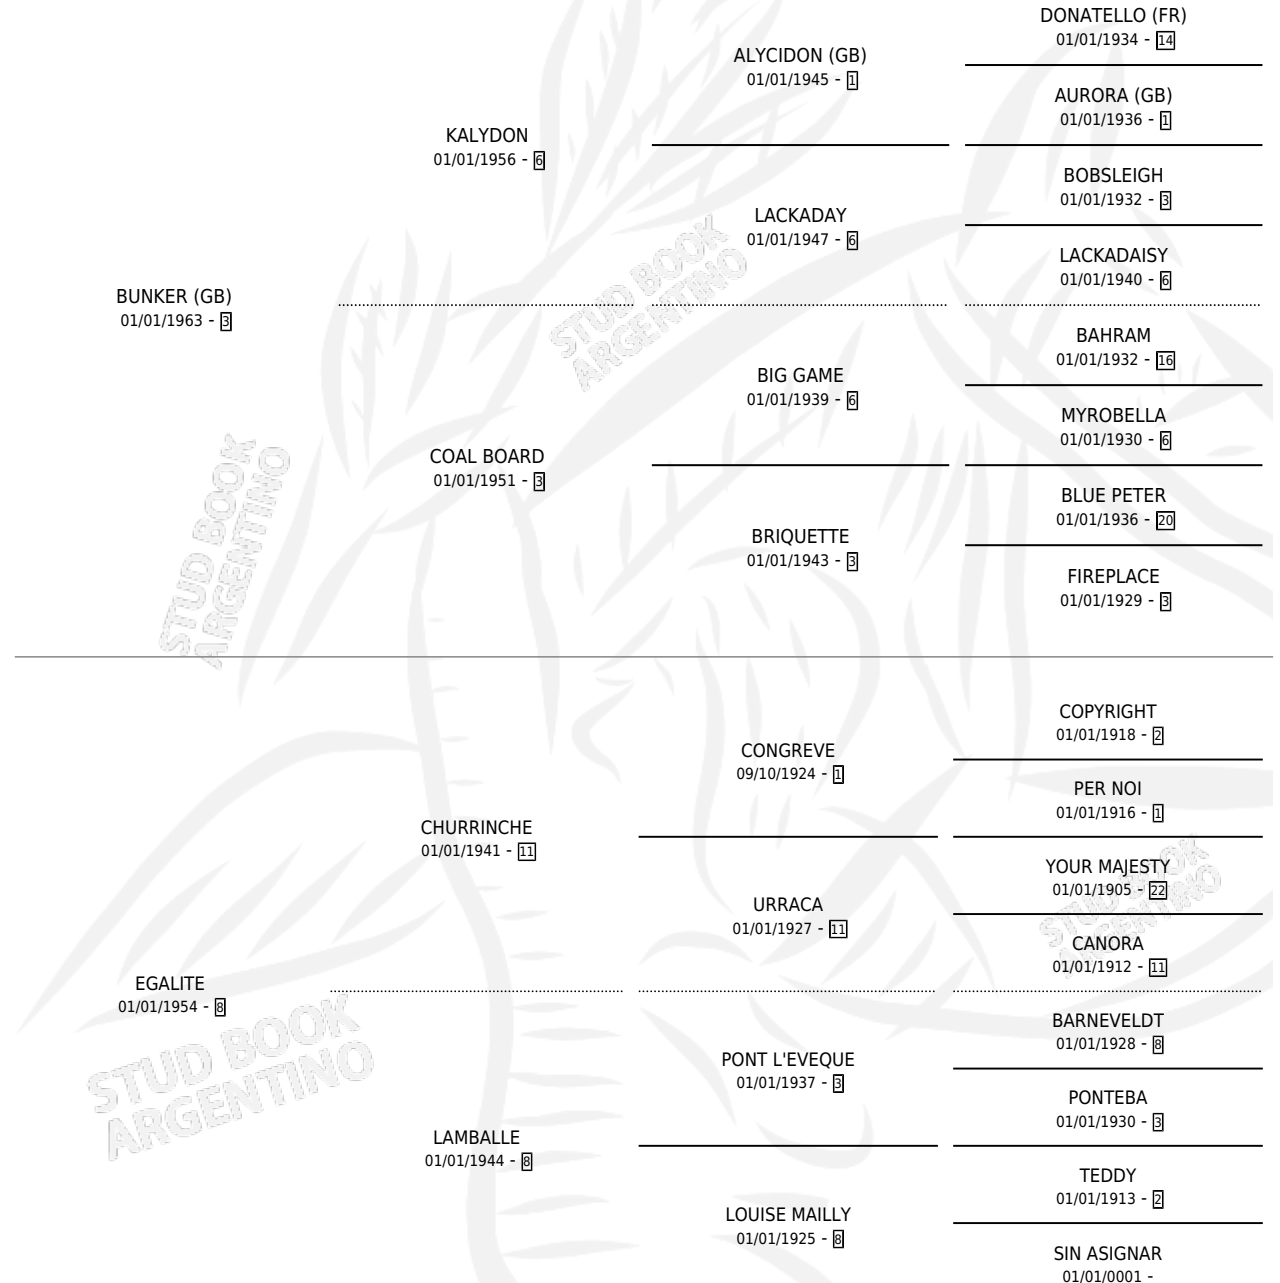 DONATELLO (FR)
01/01/1934 - 14
ALYCIDON (GB)
01/01/1945 - 1
AURORA (GB)
01/01/1936 - 1
KALYDON
01/01/1956 - 6
BOBSLEIGH
01/01/1932 - 3
LACKADAY
01/01/1947 - 6
LACKADAISY
01/01/1940 - 6
BUNKER (GB)
01/01/1963 - 3
BAHRAM
01/01/1932 - 16
BIG GAME
01/01/1939 - 6
MYROBELLA
01/01/1930 - 6
COAL BOARD
01/01/1951 - 3
BLUE PETER
01/01/1936 - 20
BRIQUETTE
01/01/1943 - 3
FIREPLACE
01/01/1929 - 3
COPYRIGHT
01/01/1918 - 2
CONGREVE
09/10/1924 - 1
PER NOI
01/01/1916 - 1
CHURRINCHE
01/01/1941 - 11
YOUR MAJESTY
01/01/1905 - 22
URRACA
01/01/1927 - 11
CANORA
01/01/1912 - 11
EGALITE
01/01/1954 - 8
BARNEVELDT
01/01/1928 - 8
PONT L'EVEQUE
01/01/1937 - 3
PONTEBA
01/01/1930 - 3
LAMBALLE
01/01/1944 - 8
TEDDY
01/01/1913 - 2
LOUISE MAILLY
01/01/1925 - 8
SIN ASIGNAR
01/01/0001 -
STUD BOOK
ARGENTINO
STUD BOOK
ARGENTINO
STUD BOOK
ARGENTINO
STUD BOOK
ARGENTINO